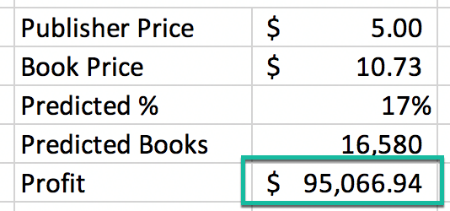 Publisher Price $ 5.00
Book Price $ 10.73
Predicted % 17%
Predicted Books 16,580
Profit $ 95,066.94